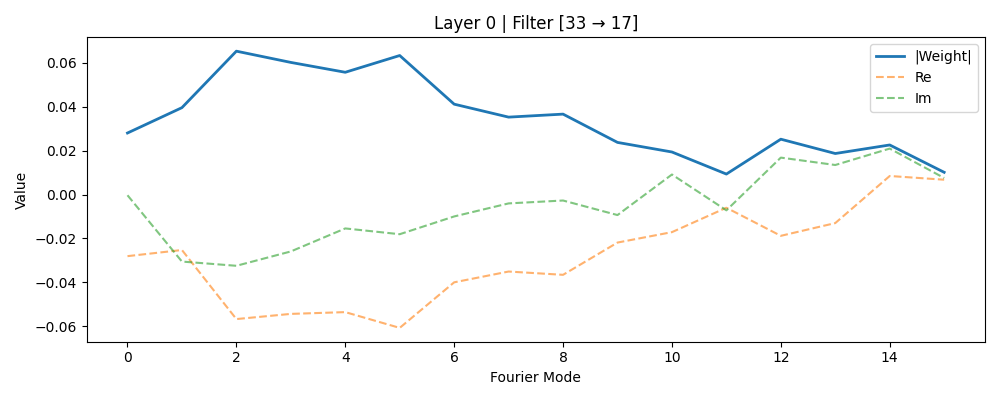 Layer 0 | Filter [33 → 17]
|Weight|
Re
Im
Value
0.06
0.04
0.02
0.00
−0.02
−0.04
−0.06
0 2 4 6 8 10 12 14
Fourier Mode